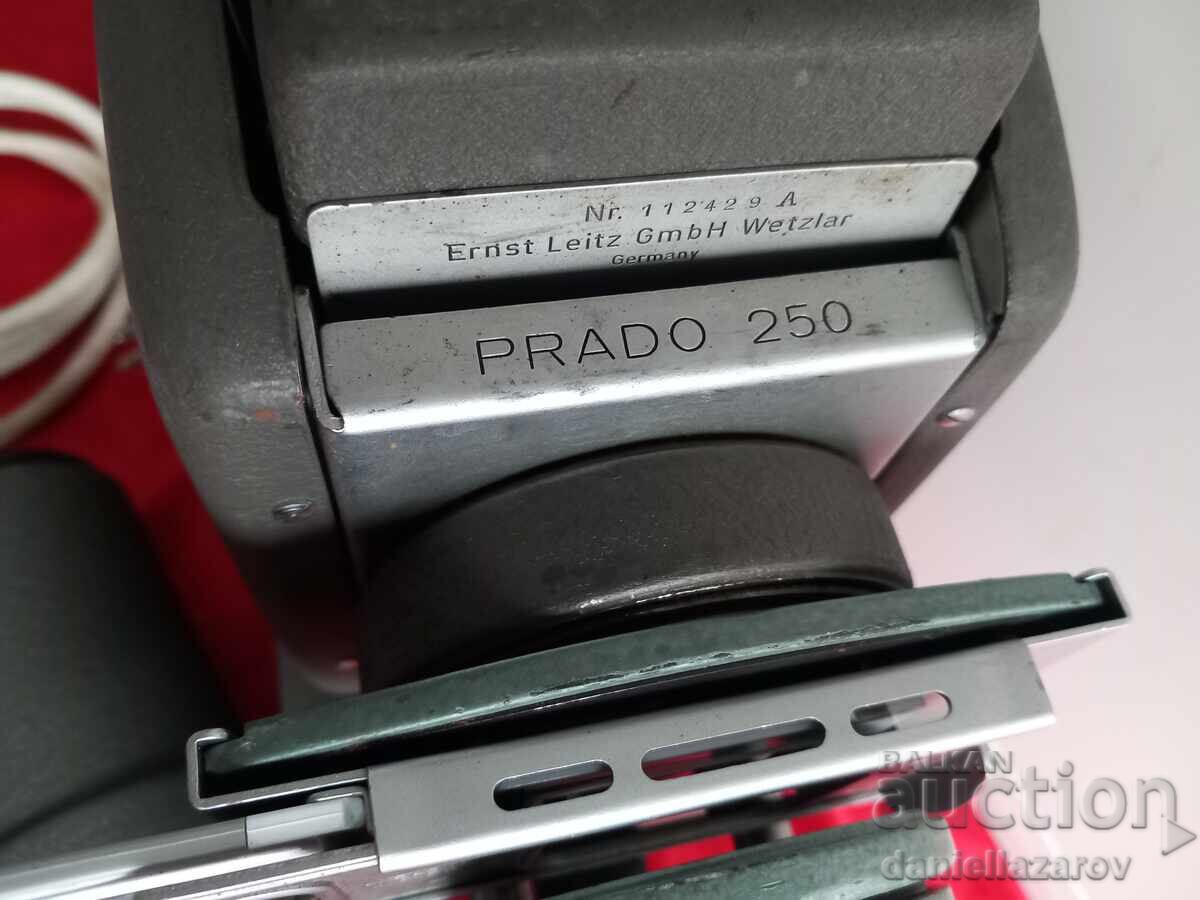 Nr. 112429 A
Ernst Leitz GmbH Wetzlar
Germany
PRADO 250
BALKAN
auction
daniellazarov